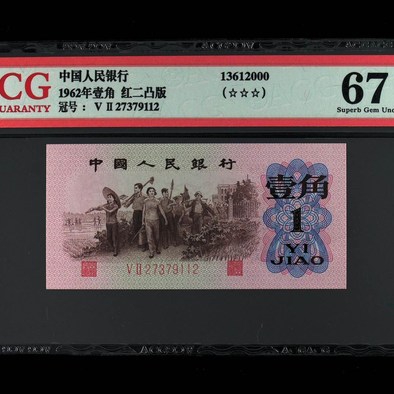 CG
UARANTY
中国人民银行
1962年壹角 红二凸版
冠号： V Ⅱ 27379112
13612000
(☆☆☆)
67
Superb Gem Unc
中國人民銀行
壹角
1
YI
JIAO
V Ⅱ 27379112